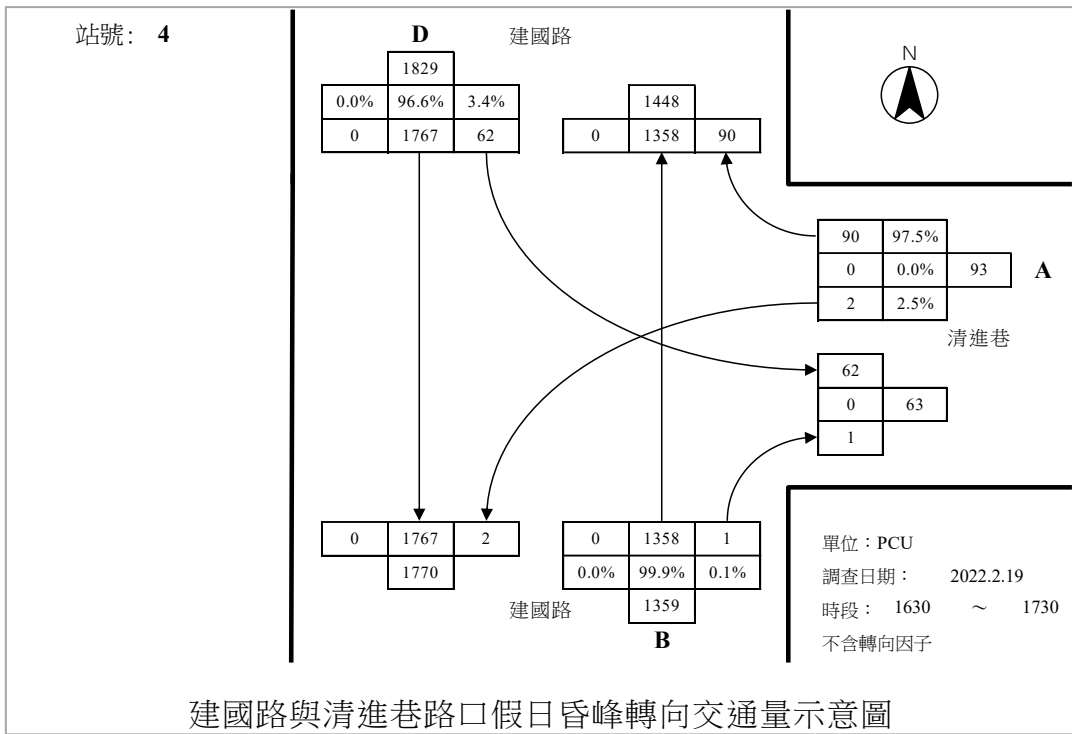 站號: 4
D 建國路
N
1829
0.0% 96.6% 3.4%
0 1767 62
1448
0 1358 90
90 97.5%
0 0.0% 93 A
2 2.5%
清進巷
62
0 63
1
0 1767 2
1770
0 1358 1
0.0% 99.9% 0.1%
1359
建國路
B
單位：PCU
調查日期： 2022.2.19
時段： 1630 ～ 1730
不含轉向因子
建國路與清進巷路口假日昏峰轉向交通量示意圖